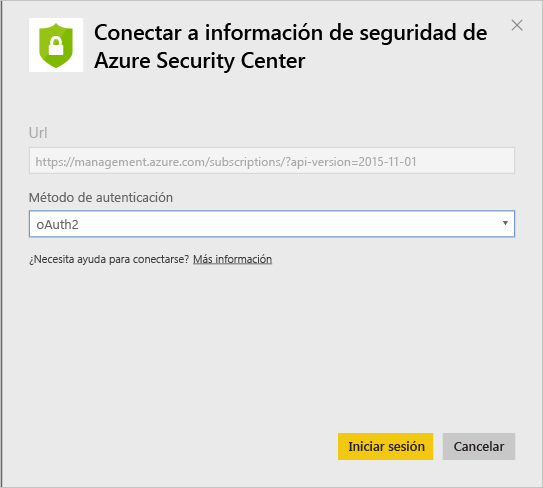 Conectar a información de seguridad de
Azure Security Center
Url
https://management.azure.com/subscriptions/?api-version=2015-11-01
Método de autenticación
oAuth2
¿Necesita ayuda para conectarse? Más información
Iniciar sesión
Cancelar